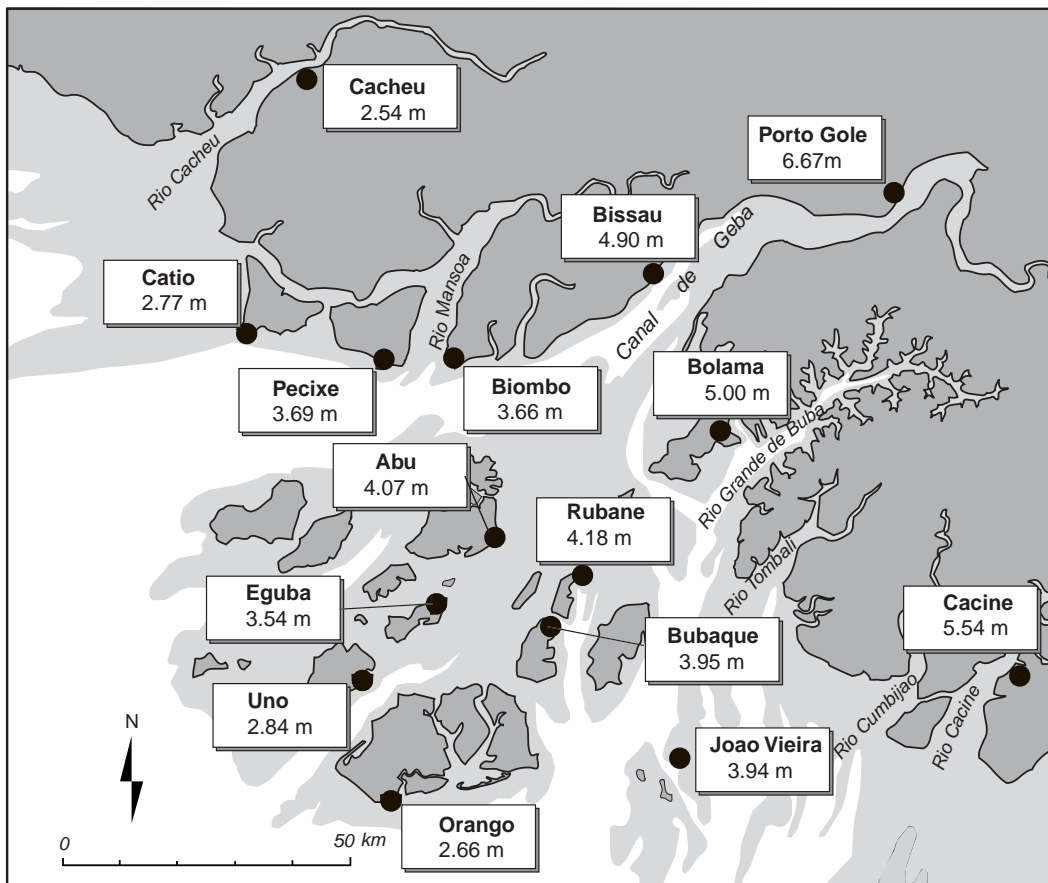 Cacheu
2.54 m
Rio Cacheu
Porto Gole
6.67m
Bissau
4.90 m
Canal de Geba
Catio
2.77 m
Rio Mansoa
Pecixe
3.69 m
Biombo
3.66 m
Bolama
5.00 m
Rio Grande de Buba
Abu
4.07 m
Rubane
4.18 m
Rio Tombali
Eguba
3.54 m
Bubaque
3.95 m
Cacine
5.54 m
Uno
2.84 m
Rio Cumbijao
Rio Cacine
Joao Vieira
3.94 m
Orango
2.66 m
N
0
50 km